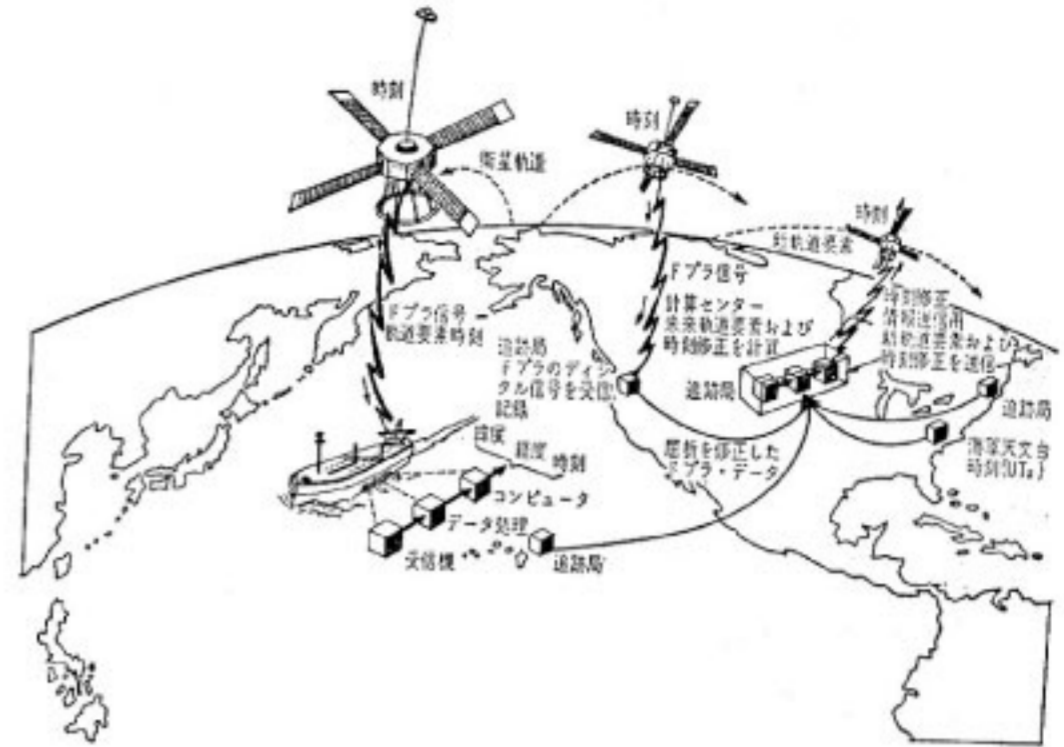 時刻
衛星軌道
時刻
時刻
新軌道要素
ドプラ信号
軌道要素時刻
ドプラ信号
計算センター
未来軌道要素および
時刻修正を計算
時刻修正
情報送信用
新軌道要素および
時刻修正を送信
追跡局
ドプラのディジ
タル信号を受信
記録
追跡局
追跡局
海軍天文台
時刻(UT₂)
屈折を修正した
ドプラ・データ
緯度
経度
時刻
コンピュータ
データ処理
受信機
追跡局